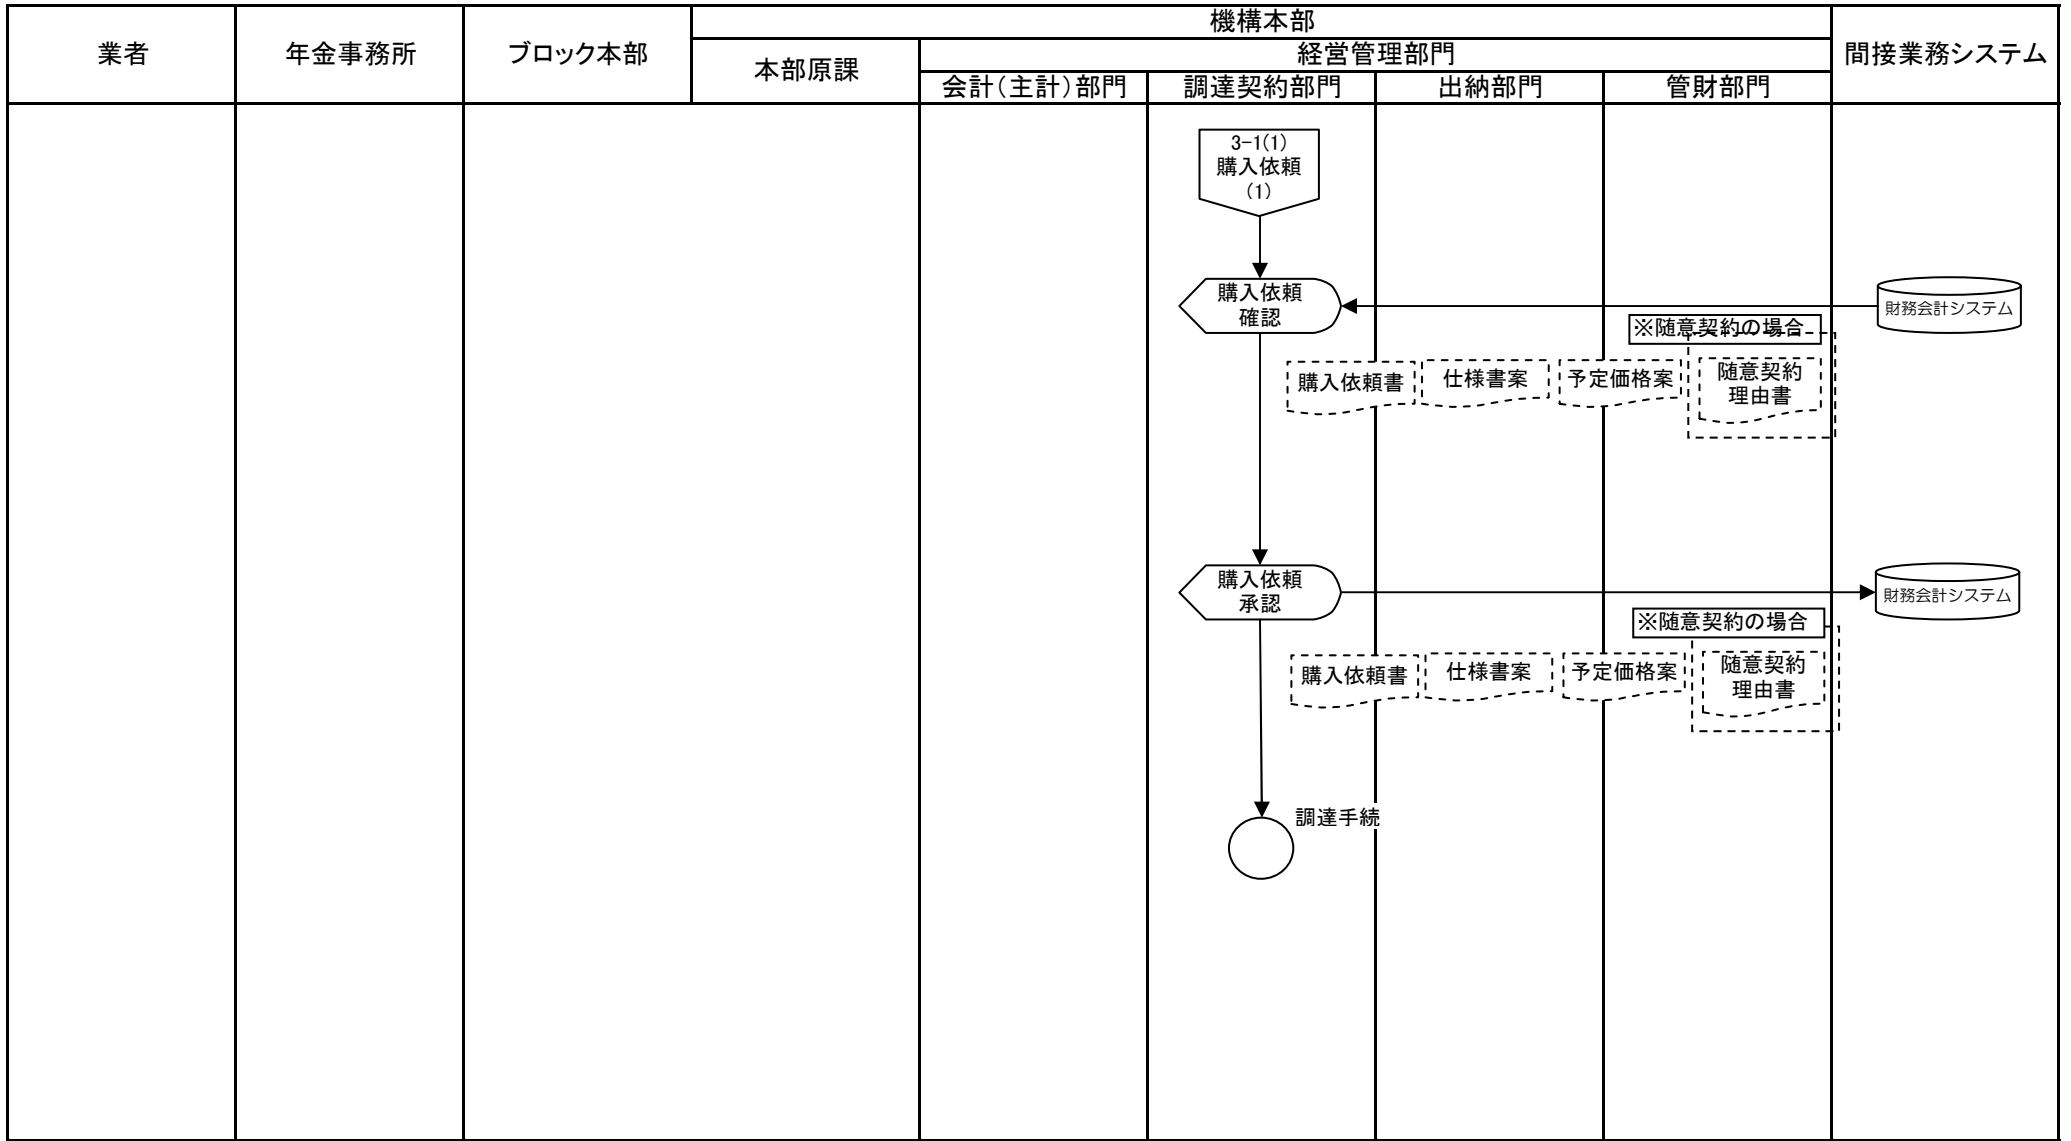 機構本部
業者
年金事務所
ブロック本部
本部原課
経営管理部門
間接業務システム
会計(主計)部門
調達契約部門
出納部門
管財部門
3-1(1)
購入依頼
(1)
購入依頼
確認
財務会計システム
※随意契約の場合
購入依頼書
仕様書案
予定価格案
随意契約
理由書
購入依頼
承認
財務会計システム
※随意契約の場合
購入依頼書
仕様書案
予定価格案
随意契約
理由書
調達手続